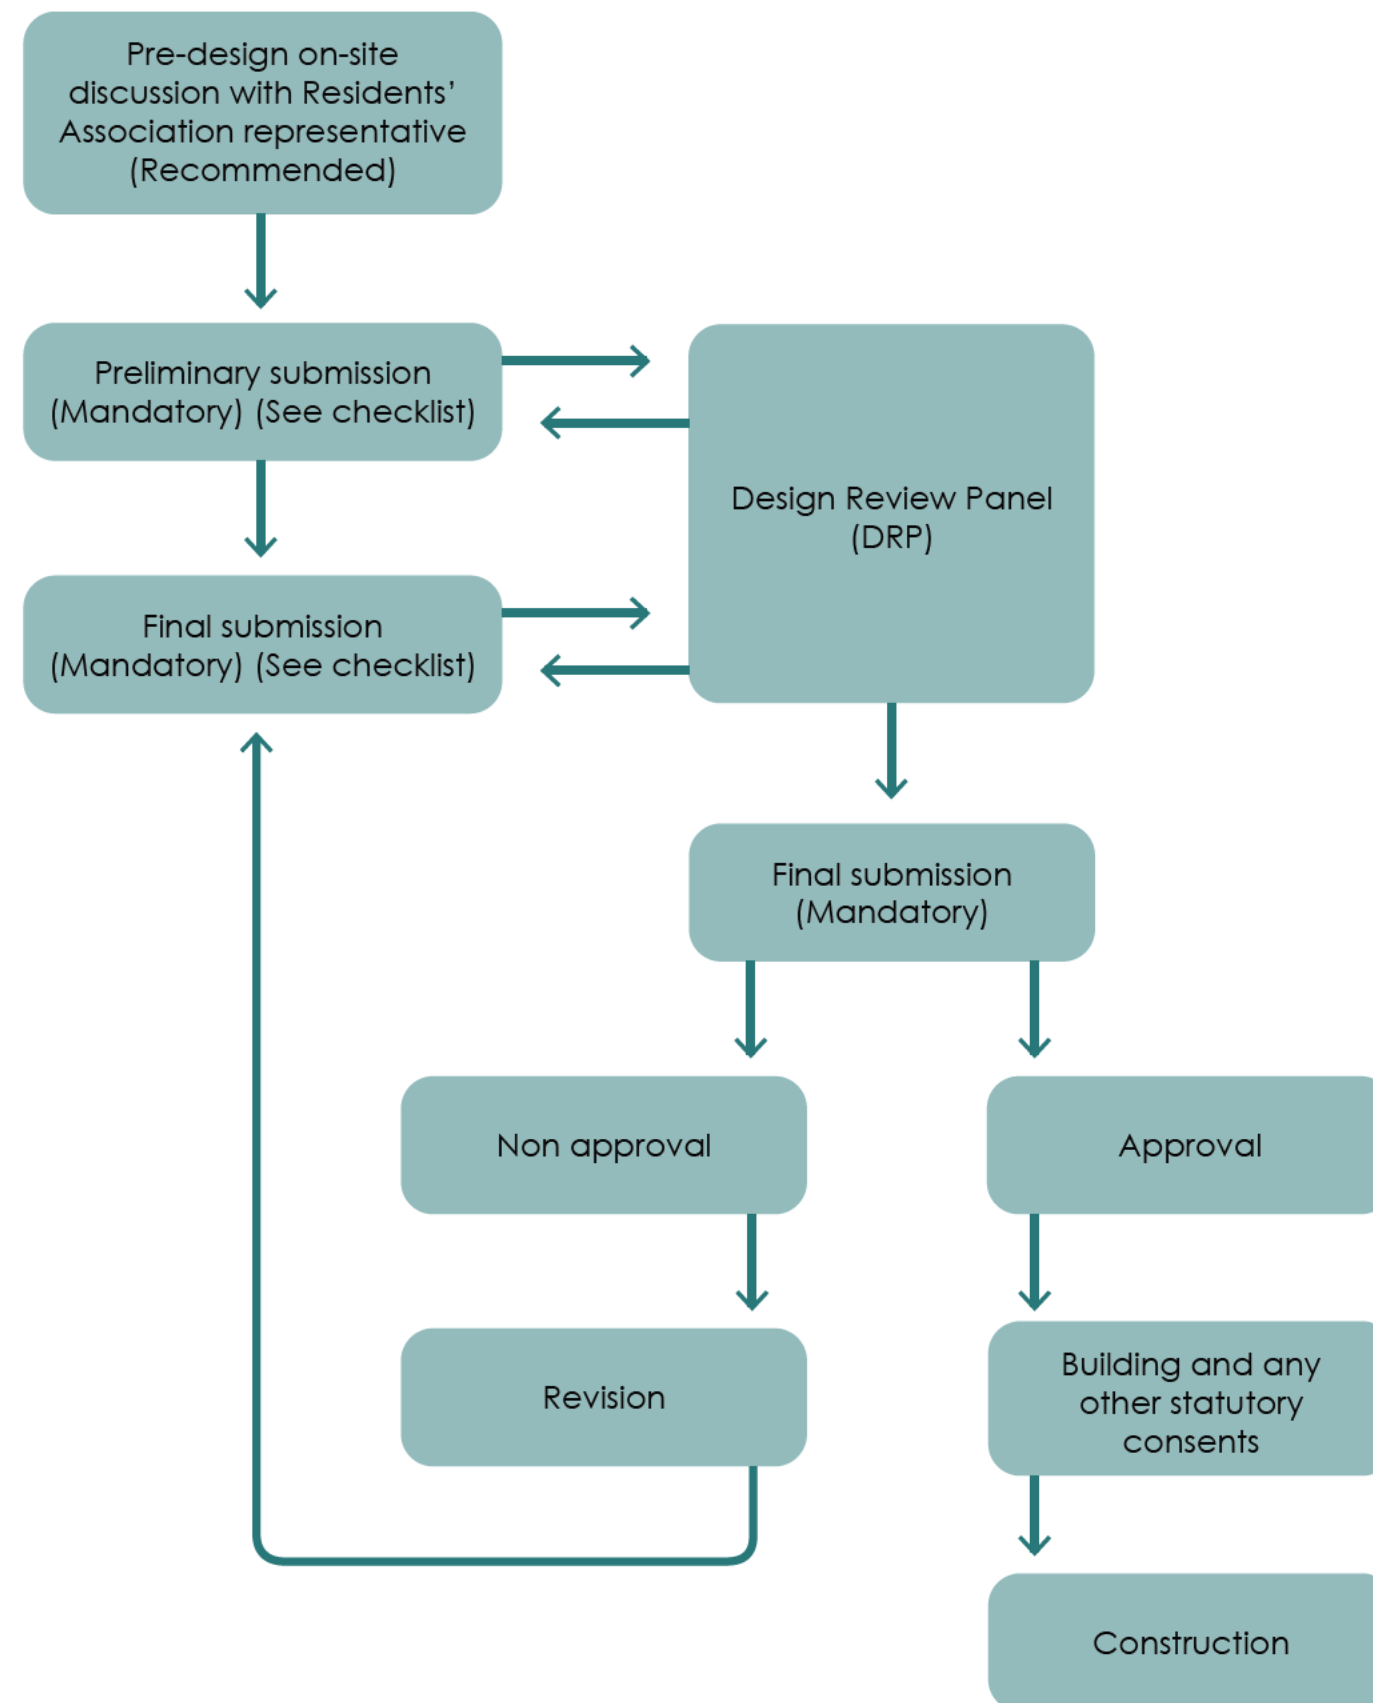 Pre-design on-site
discussion with Residents’
Association representative
(Recommended)
Preliminary submission
(Mandatory) (See checklist)
Design Review Panel
(DRP)
Final submission
(Mandatory) (See checklist)
Final submission
(Mandatory)
Non approval
Approval
Revision
Building and any
other statutory
consents
Construction